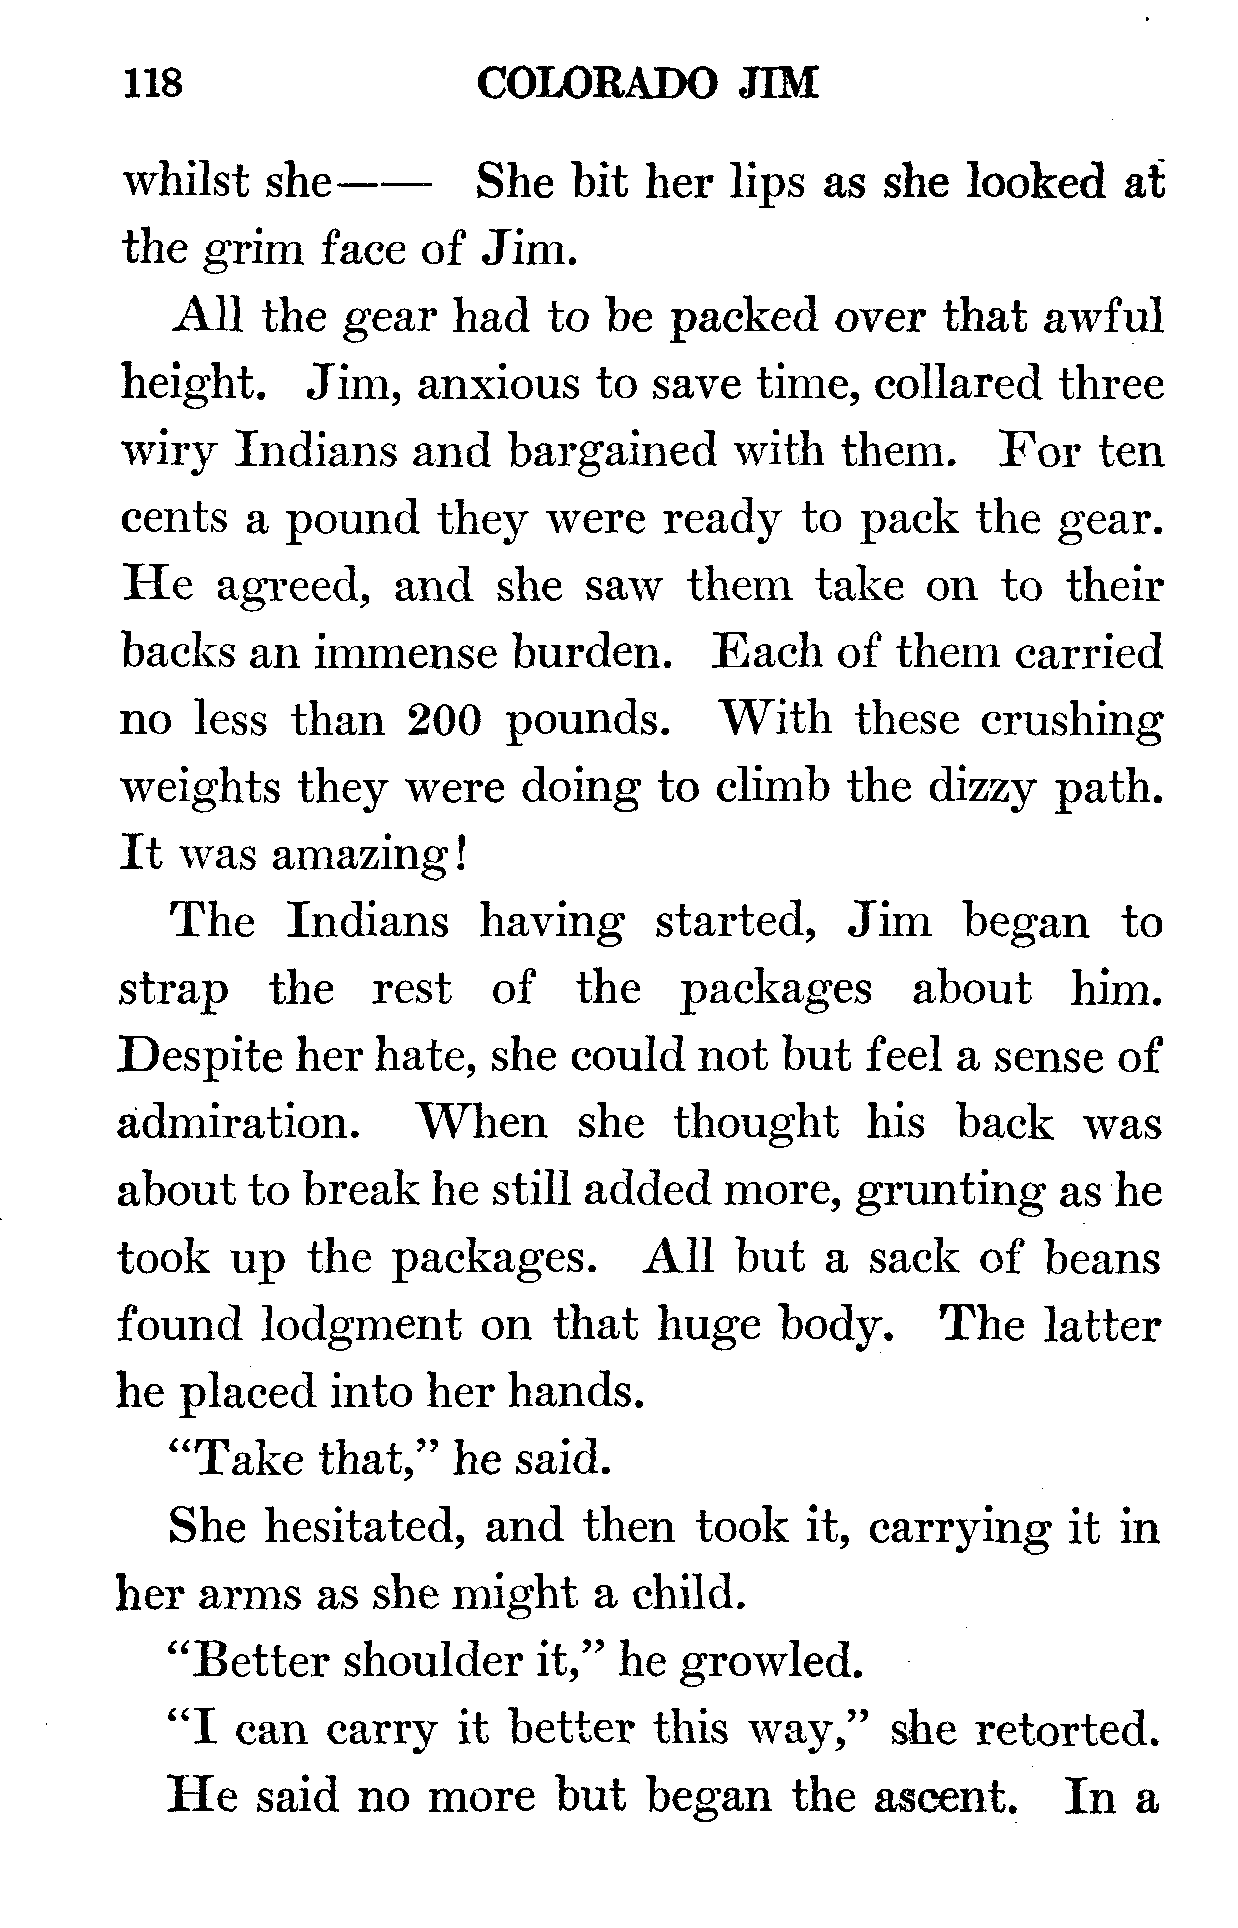 118 COLORADO JIM
whilst she—— She bit her lips as she looked at
the grim face of Jim.
All the gear had to be packed over that awful
height. Jim, anxious to save time, collared three
wiry Indians and bargained with them. For ten
cents a pound they were ready to pack the gear.
He agreed, and she saw them take on to their
backs an immense burden. Each of them carried
no less than 200 pounds. With these crushing
weights they were doing to climb the dizzy path.
It was amazing!
The Indians having started, Jim began to
strap the rest of the packages about him.
Despite her hate, she could not but feel a sense of
admiration. When she thought his back was
about to break he still added more, grunting as he
took up the packages. All but a sack of beans
found lodgment on that huge body. The latter
he placed into her hands.
"Take that," he said.
She hesitated, and then took it, carrying it in
her arms as she might a child.
"Better shoulder it," he growled.
"I can carry it better this way," she retorted.
He said no more but began the ascent. In a